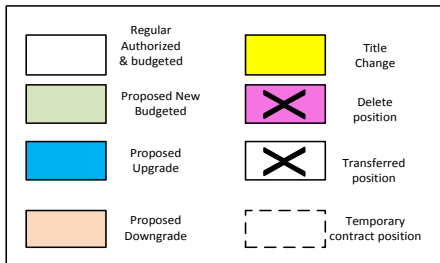 Regular
Authorized
& budgeted
Title
Change
Proposed New
Budgeted
Delete
position
Proposed
Upgrade
Transferred
position
Proposed
Downgrade
Temporary
contract position